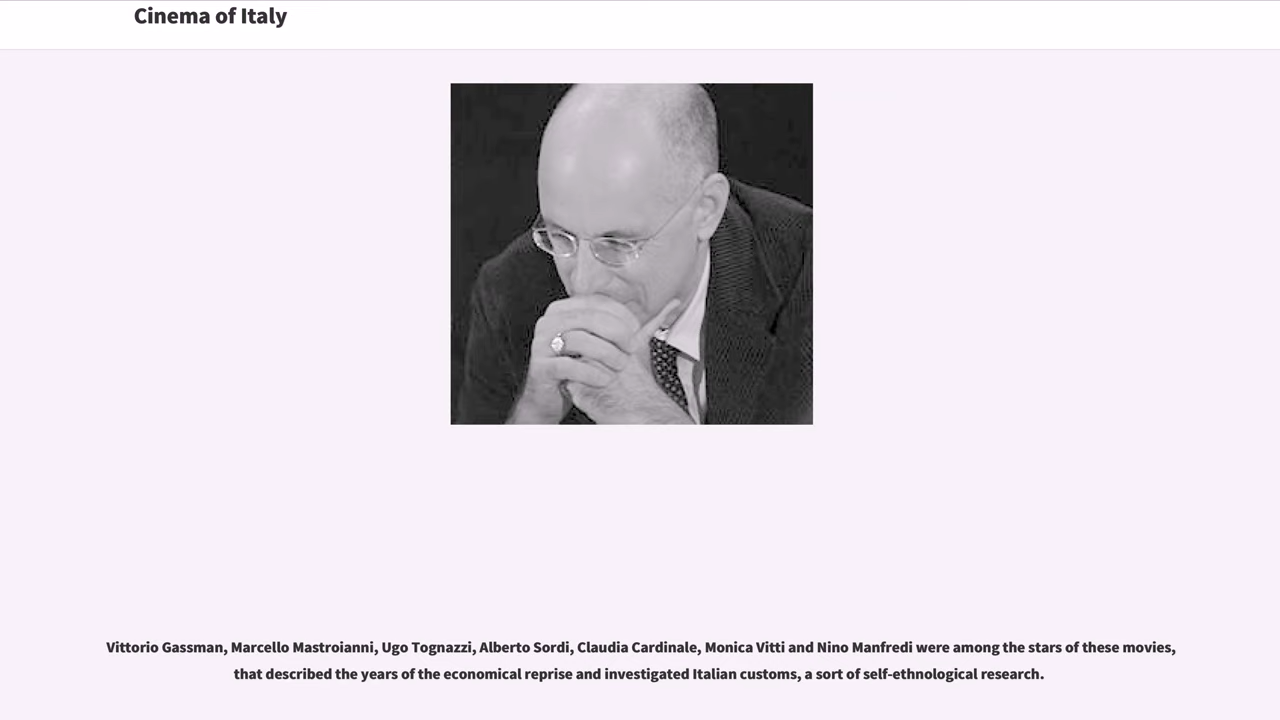 Cinema of Italy
Vittorio Gassman, Marcello Mastroianni, Ugo Tognazzi, Alberto Sordi, Claudia Cardinale, Monica Vitti and Nino Manfredi were among the stars of these movies,
that described the years of the economical reprise and investigated Italian customs, a sort of self-ethnological research.